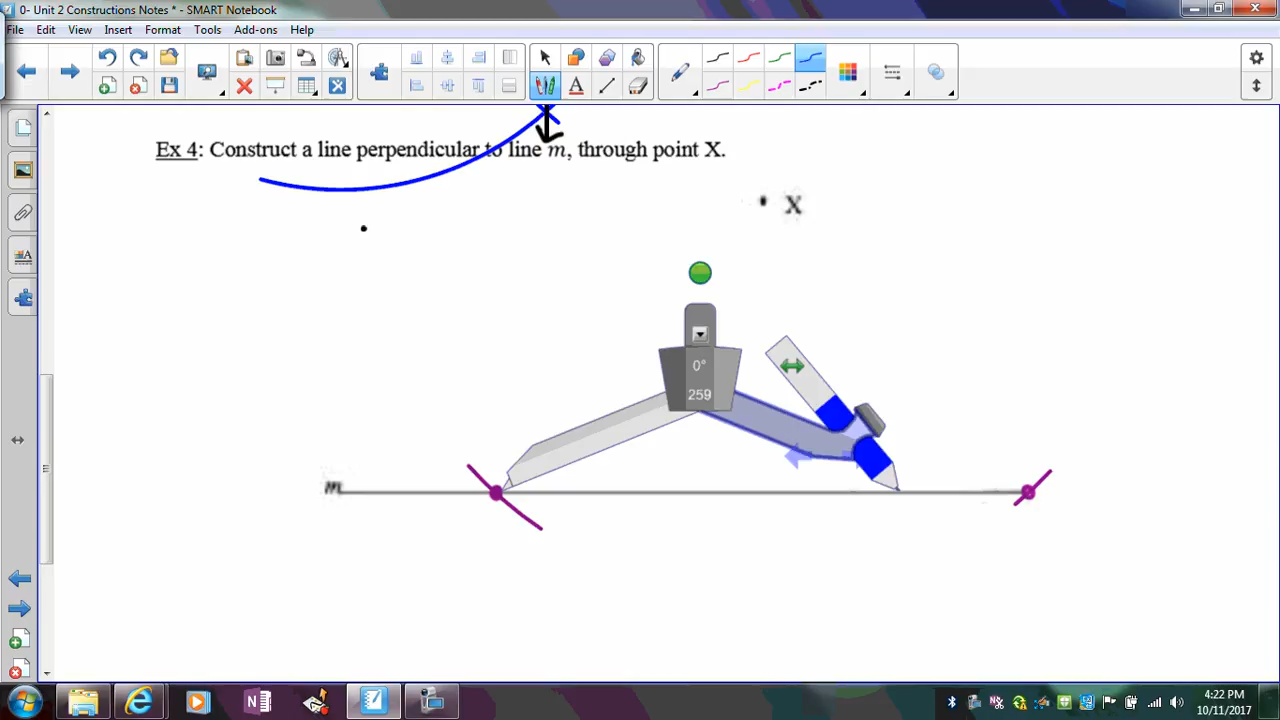 0- Unit 2 Constructions Notes * - SMART Notebook
File Edit View Insert Format Tools Add-ons Help
Ex 4: Construct a line perpendicular to line m, through point X.
X
0°
259
m
4:22 PM
10/11/2017